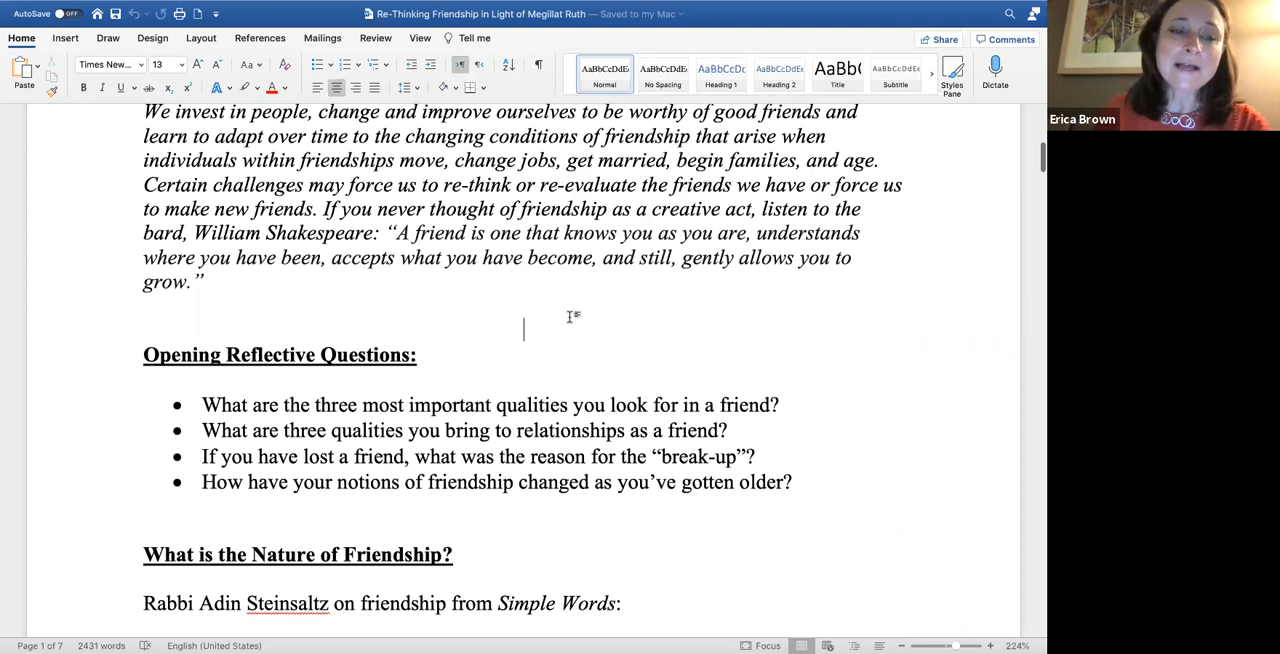 AutoSave OFF
Re-Thinking Friendship in Light of Megillat Ruth — Saved to my Mac
Home Insert Draw Design Layout References Mailings Review View Tell me Share Comments
Paste
Times New... 13
Aa
B I U ab x₂ x² A A
AaBbCcDdEe AaBbCcDdEe AaBbCcDc AaBbCcDdEe AaBb( AaBbCcDdEe
Normal No Spacing Heading 1 Heading 2 Title Subtitle Styles Pane Dictate
We invest in people, change and improve ourselves to be worthy of good friends and
learn to adapt over time to the changing conditions of friendship that arise when
individuals within friendships move, change jobs, get married, begin families, and age.
Certain challenges may force us to re-think or re-evaluate the friends we have or force us
to make new friends. If you never thought of friendship as a creative act, listen to the
bard, William Shakespeare: “A friend is one that knows you as you are, understands
where you have been, accepts what you have become, and still, gently allows you to
grow.”
Opening Reflective Questions:
• What are the three most important qualities you look for in a friend?
• What are three qualities you bring to relationships as a friend?
• If you have lost a friend, what was the reason for the “break-up”?
• How have your notions of friendship changed as you’ve gotten older?
What is the Nature of Friendship?
Rabbi Adin Steinsaltz on friendship from Simple Words:
Page 1 of 7 2431 words English (United States) Focus 224%
Erica Brown